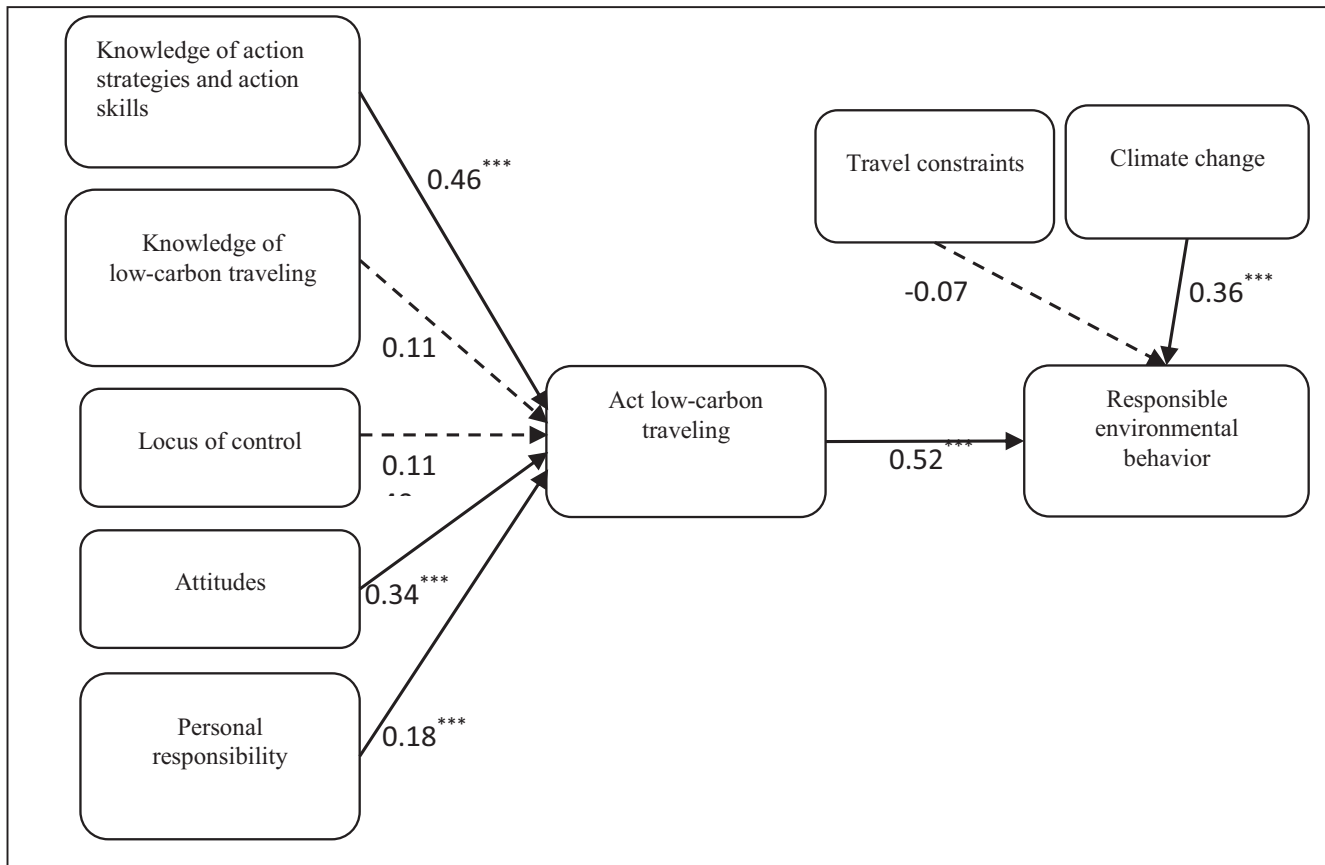 Knowledge of action
strategies and action
skills
0.46***
Knowledge of
low-carbon traveling
0.11
Locus of control
0.11
Attitudes
0.34***
Personal
responsibility
0.18***
Act low-carbon
traveling
0.52***
Travel constraints
-0.07
Climate change
0.36***
Responsible
environmental
behavior